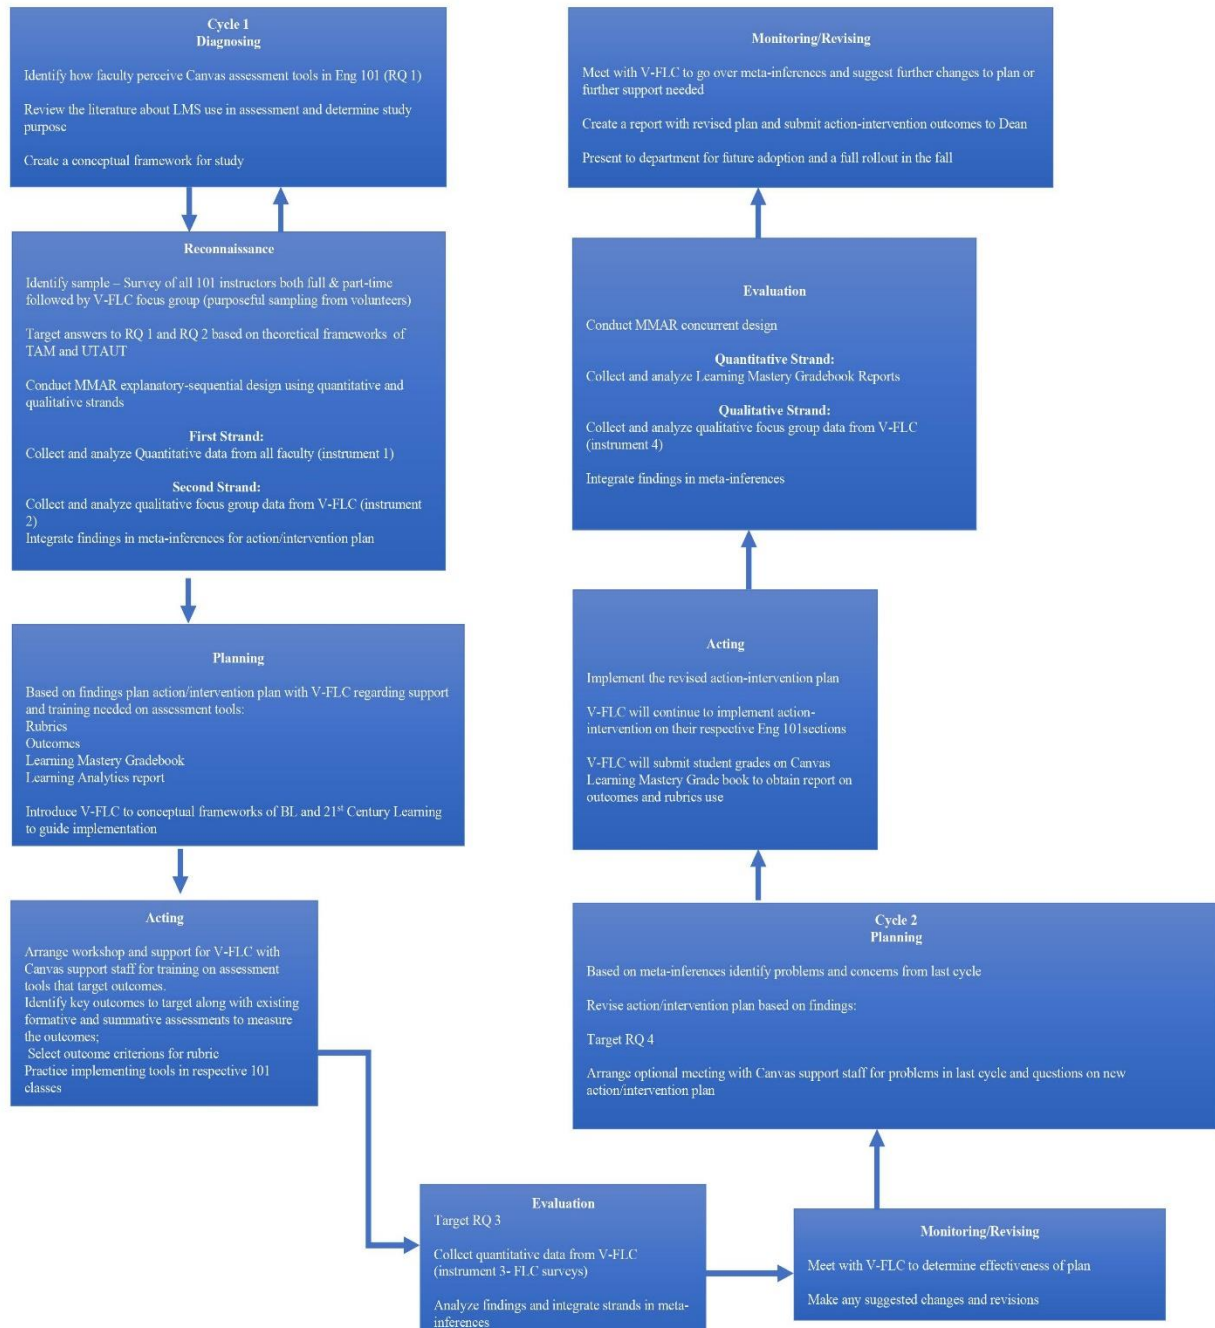 Cycle 1
Diagnosing
Identify how faculty perceive Canvas assessment tools in Eng 101 (RQ 1)
Review the literature about LMS use in assessment and determine study
purpose
Create a conceptual framework for study
Reconnaissance
Identify sample – Survey of all 101 instructors both full & part-time
followed by V-FLC focus group (purposeful sampling from volunteers)
Target answers to RQ 1 and RQ 2 based on theoretical frameworks of
TAM and UTAUT
Conduct MMAR explanatory-sequential design using quantitative and
qualitative strands
First Strand:
Collect and analyze Quantitative data from all faculty (instrument 1)
Second Strand:
Collect and analyze qualitative focus group data from V-FLC (instrument
2)
Integrate findings in meta-inferences for action/intervention plan
Planning
Based on findings plan action/intervention plan with V-FLC regarding support
and training needed on assessment tools:
Rubrics
Outcomes
Learning Mastery Gradebook
Learning Analytics report
Introduce V-FLC to conceptual frameworks of BL and 21st Century Learning
to guide implementation
Acting
Arrange workshop and support for V-FLC with
Canvas support staff for training on assessment
tools that target outcomes.
Identify key outcomes to target along with existing
formative and summative assessments to measure
the outcomes;
Select outcome criterions for rubric
Practice implementing tools in respective 101
classes
Evaluation
Target RQ 3
Collect quantitative data from V-FLC
(instrument 3- FLC surveys)
Analyze findings and integrate strands in meta-
inferences
Monitoring/Revising
Meet with V-FLC to determine effectiveness of plan
Make any suggested changes and revisions
Cycle 2
Planning
Based on meta-inferences identify problems and concerns from last cycle
Revise action/intervention plan based on findings:
Target RQ 4
Arrange optional meeting with Canvas support staff for problems in last cycle and questions on new
action/intervention plan
Acting
Implement the revised action-intervention plan
V-FLC will continue to implement action-
intervention on their respective Eng 101sections
V-FLC will submit student grades on Canvas
Learning Mastery Grade book to obtain report on
outcomes and rubrics use
Evaluation
Conduct MMAR concurrent design
Quantitative Strand:
Collect and analyze Learning Mastery Gradebook Reports
Qualitative Strand:
Collect and analyze qualitative focus group data from V-FLC
(instrument 4)
Integrate findings in meta-inferences
Monitoring/Revising
Meet with V-FLC to go over meta-inferences and suggest further changes to plan or
further support needed
Create a report with revised plan and submit action-intervention outcomes to Dean
Present to department for future adoption and a full rollout in the fall